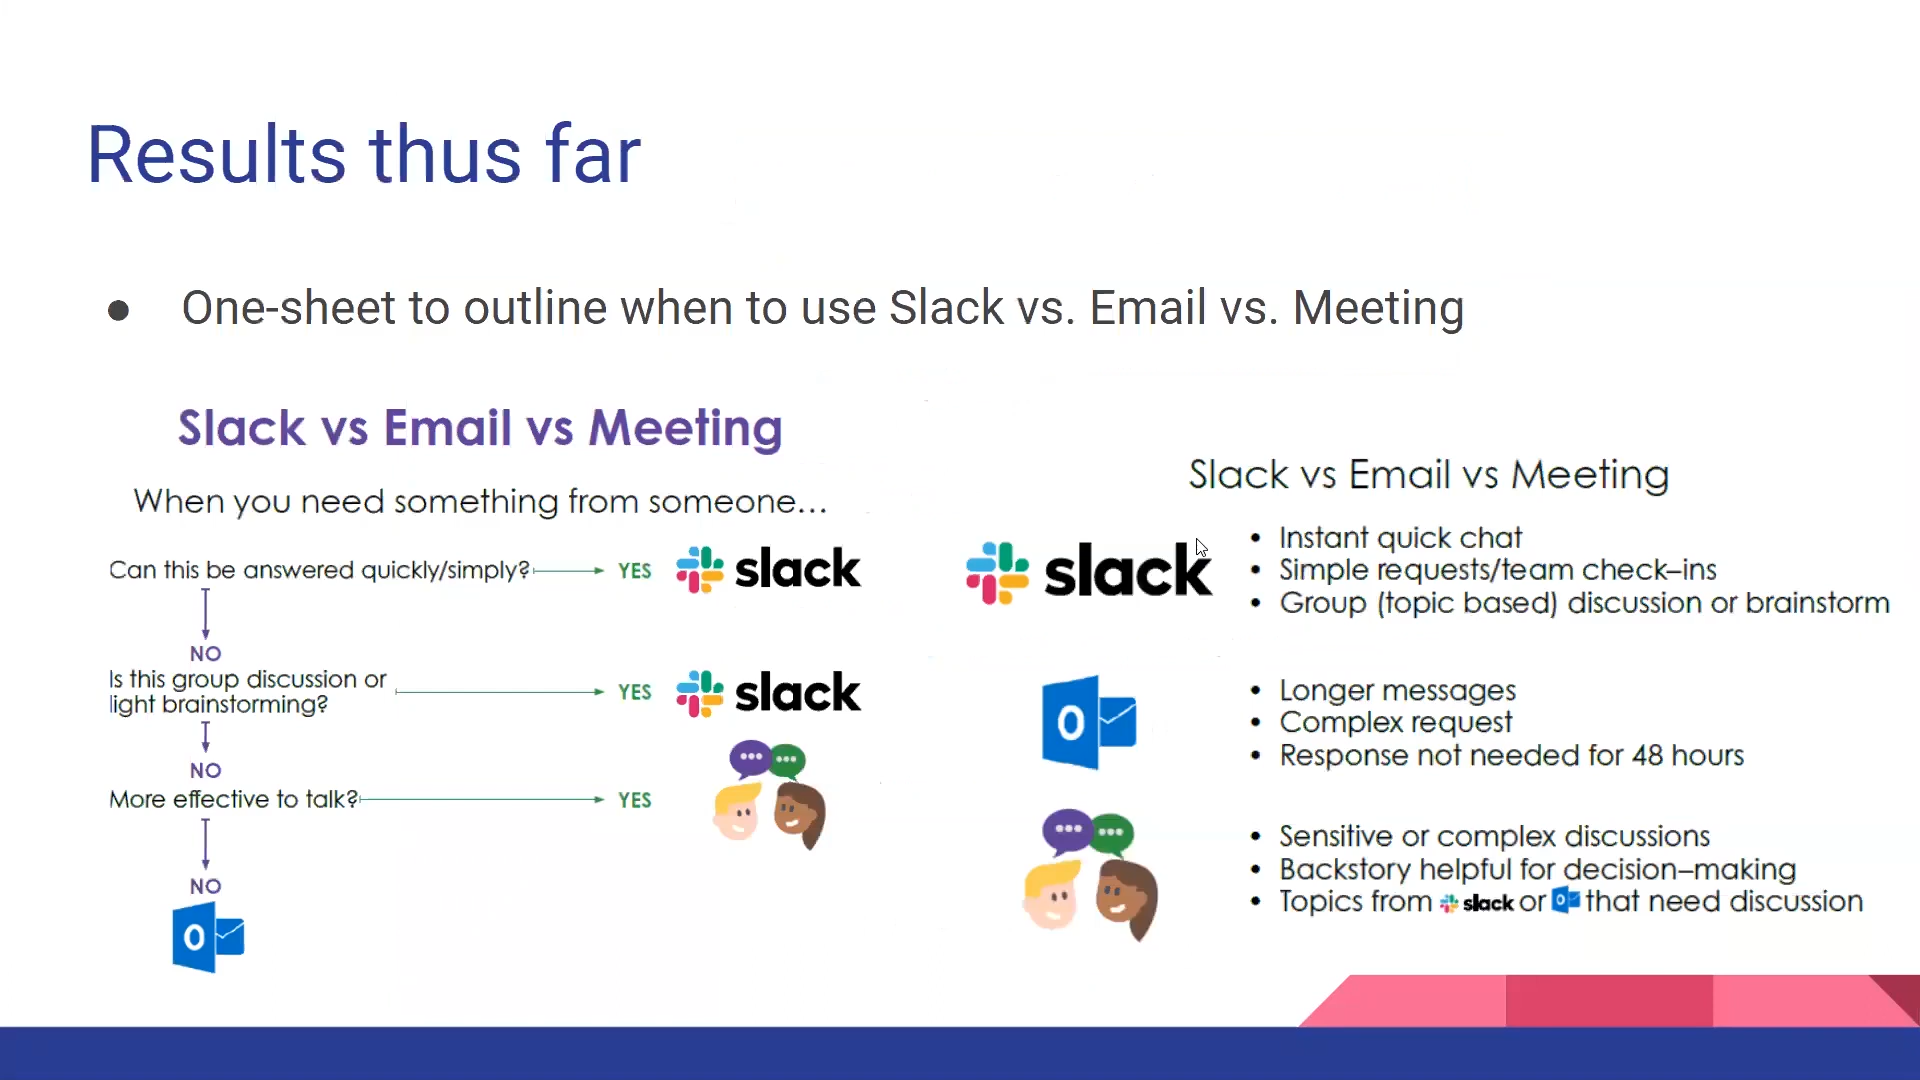 Results thus far
● One-sheet to outline when to use Slack vs. Email vs. Meeting
Slack vs Email vs Meeting
When you need something from someone...
Can this be answered quickly/simply? YES slack
NO
Is this group discussion or
light brainstorming? YES slack
NO
More effective to talk? YES
NO
O
Slack vs Email vs Meeting
slack
• Instant quick chat
• Simple requests/team check–ins
• Group (topic based) discussion or brainstorm
O
• Longer messages
• Complex request
• Response not needed for 48 hours
• Sensitive or complex discussions
• Backstory helpful for decision–making
• Topics from slack or O that need discussion